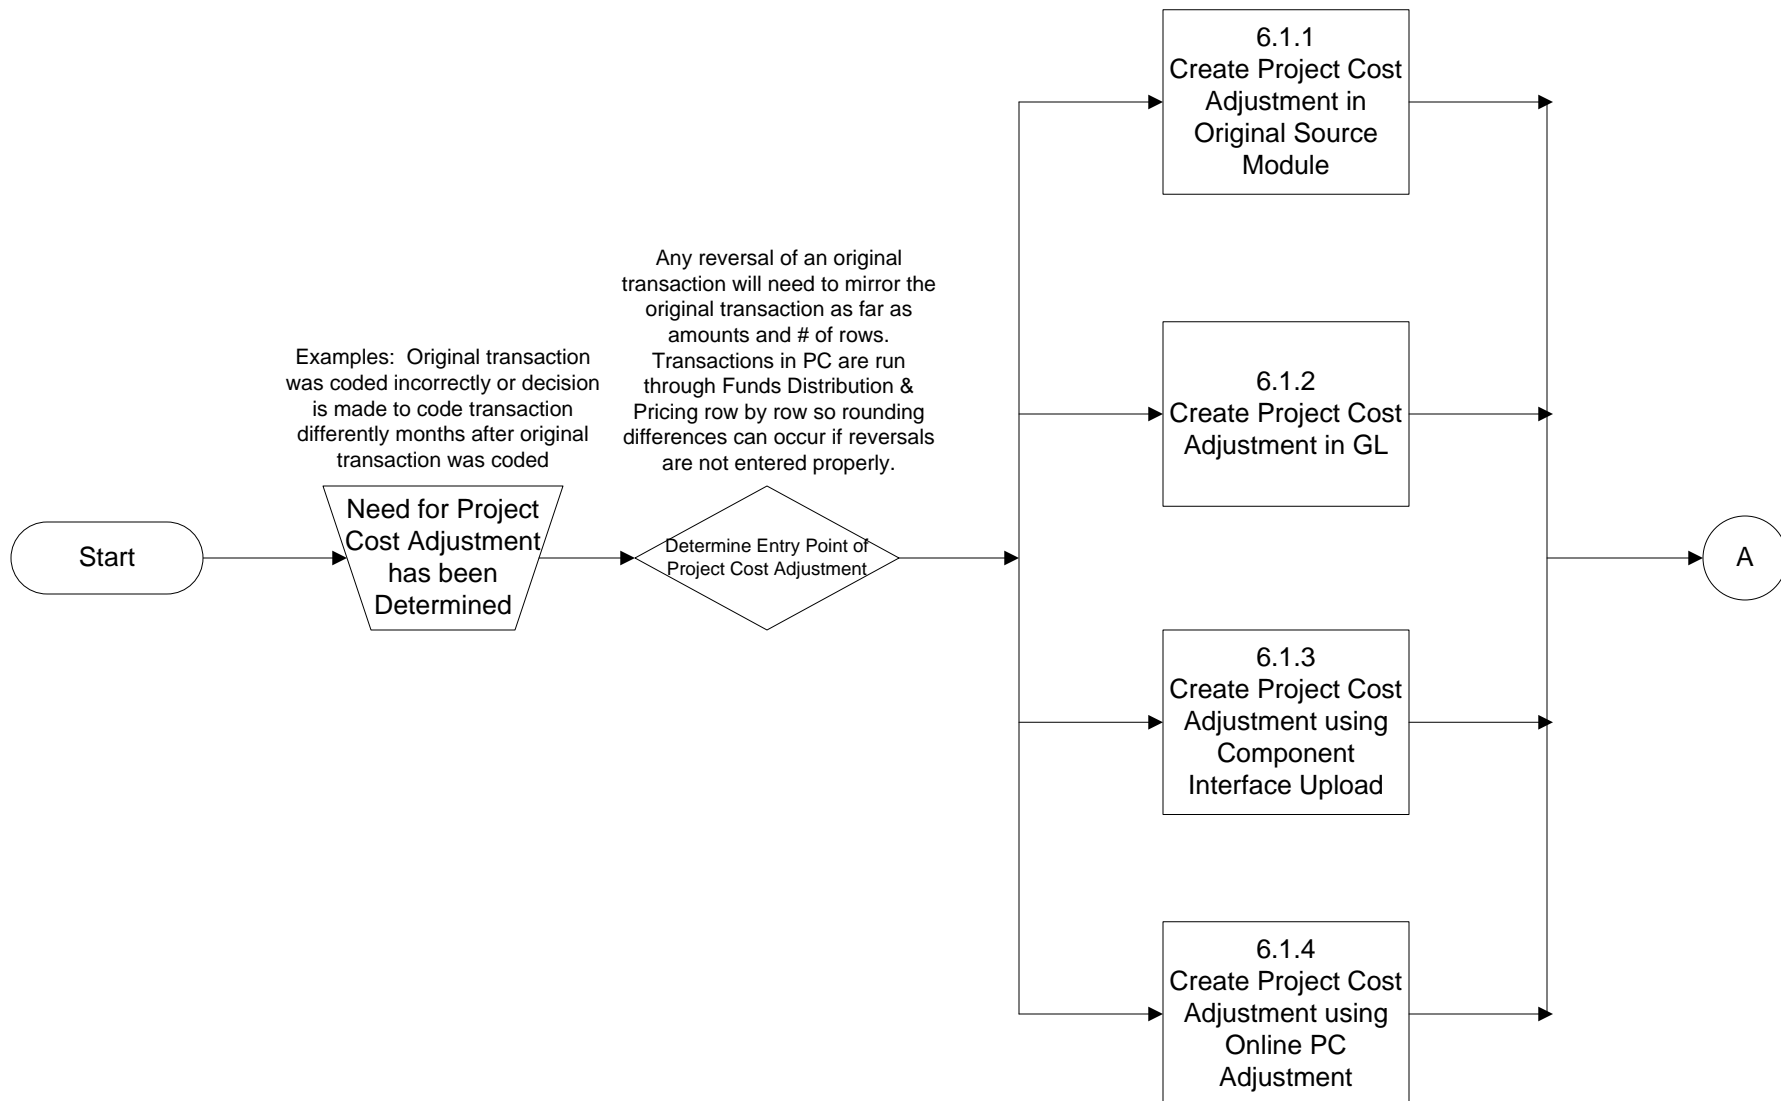 Start
Examples:  Original transaction
was coded incorrectly or decision
is made to code transaction
differently months after original
transaction was coded
Need for Project
Cost Adjustment
has been
Determined
Any reversal of an original
transaction will need to mirror the
original transaction as far as
amounts and # of rows.
Transactions in PC are run
through Funds Distribution &
Pricing row by row so rounding
differences can occur if reversals
are not entered properly.
Determine Entry Point of
Project Cost Adjustment
6.1.1
Create Project Cost
Adjustment in
Original Source
Module
6.1.2
Create Project Cost
Adjustment in GL
6.1.3
Create Project Cost
Adjustment using
Component
Interface Upload
6.1.4
Create Project Cost
Adjustment using
Online PC
Adjustment
A